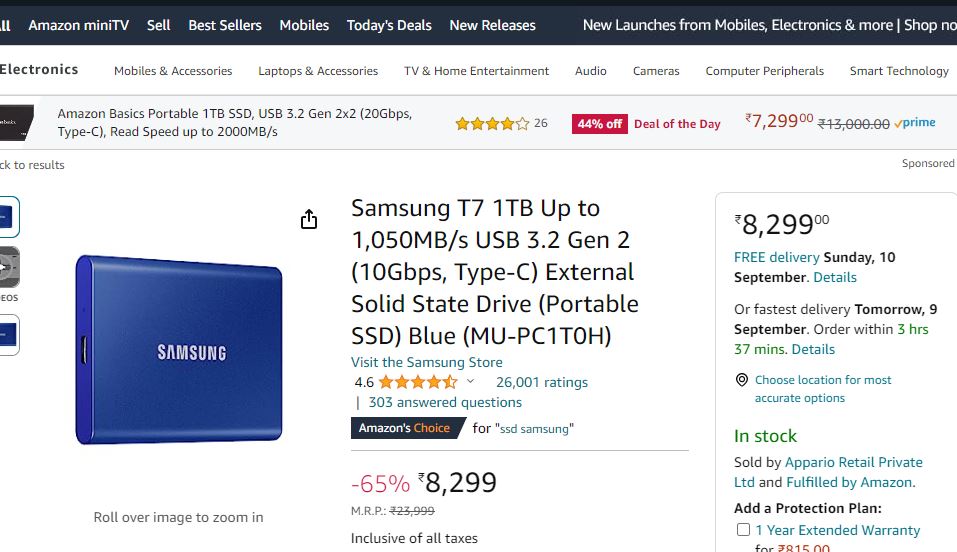 ll Amazon miniTV Sell Best Sellers Mobiles Today's Deals New Releases New Launches from Mobiles, Electronics & more | Shop no
Electronics Mobiles & Accessories Laptops & Accessories TV & Home Entertainment Audio Cameras Computer Peripherals Smart Technology
Amazon Basics Portable 1TB SSD, USB 3.2 Gen 2x2 (20Gbps,
Type-C), Read Speed up to 2000MB/s
26
44% off Deal of the Day
₹7,29900 ₹13,000.00 prime
ck to results
Sponsored
EOS
SAMSUNG
Roll over image to zoom in
Samsung T7 1TB Up to
1,050MB/s USB 3.2 Gen 2
(10Gbps, Type-C) External
Solid State Drive (Portable
SSD) Blue (MU-PC1T0H)
Visit the Samsung Store
4.6 26,001 ratings
| 303 answered questions
Amazon's Choice for "ssd samsung"
-65% ₹8,299
M.R.P.: ₹23,999
Inclusive of all taxes
₹8,29900
FREE delivery Sunday, 10
September. Details
Or fastest delivery Tomorrow, 9
September. Order within 3 hrs
37 mins. Details
Choose location for most
accurate options
In stock
Sold by Appario Retail Private
Ltd and Fulfilled by Amazon.
Add a Protection Plan:
1 Year Extended Warranty
for ₹815.00